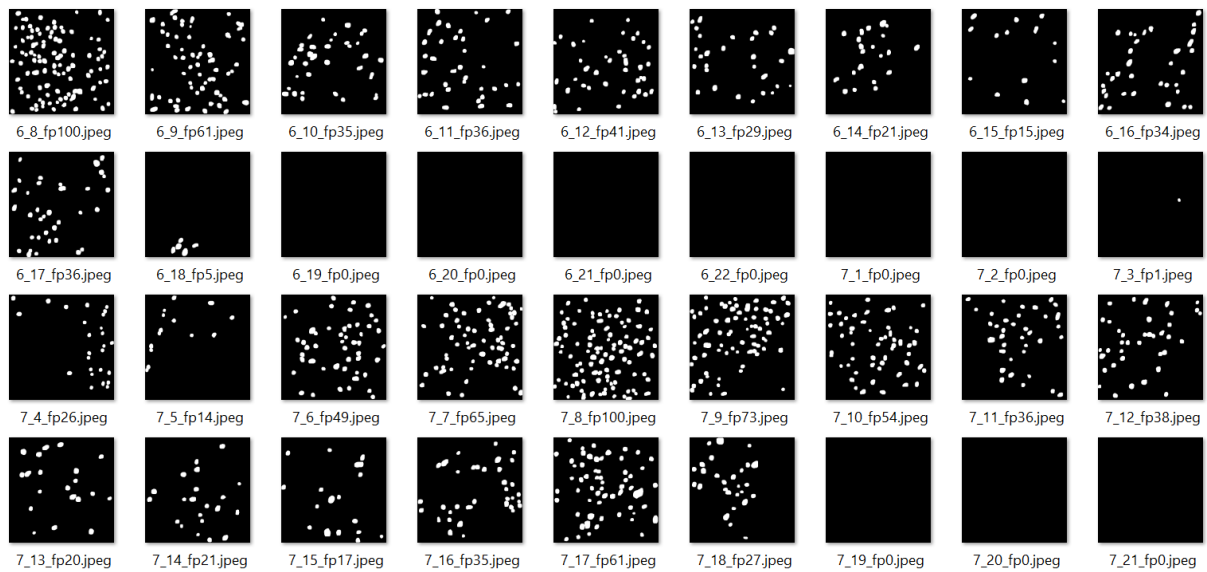 6_8_fp100.jpeg 6_9_fp61.jpeg 6_10_fp35.jpeg 6_11_fp36.jpeg 6_12_fp41.jpeg 6_13_fp29.jpeg 6_14_fp21.jpeg 6_15_fp15.jpeg 6_16_fp34.jpeg
6_17_fp36.jpeg 6_18_fp5.jpeg 6_19_fp0.jpeg 6_20_fp0.jpeg 6_21_fp0.jpeg 6_22_fp0.jpeg 7_1_fp0.jpeg 7_2_fp0.jpeg 7_3_fp1.jpeg
7_4_fp26.jpeg 7_5_fp14.jpeg 7_6_fp49.jpeg 7_7_fp65.jpeg 7_8_fp100.jpeg 7_9_fp73.jpeg 7_10_fp54.jpeg 7_11_fp36.jpeg 7_12_fp38.jpeg
7_13_fp20.jpeg 7_14_fp21.jpeg 7_15_fp17.jpeg 7_16_fp35.jpeg 7_17_fp61.jpeg 7_18_fp27.jpeg 7_19_fp0.jpeg 7_20_fp0.jpeg 7_21_fp0.jpeg